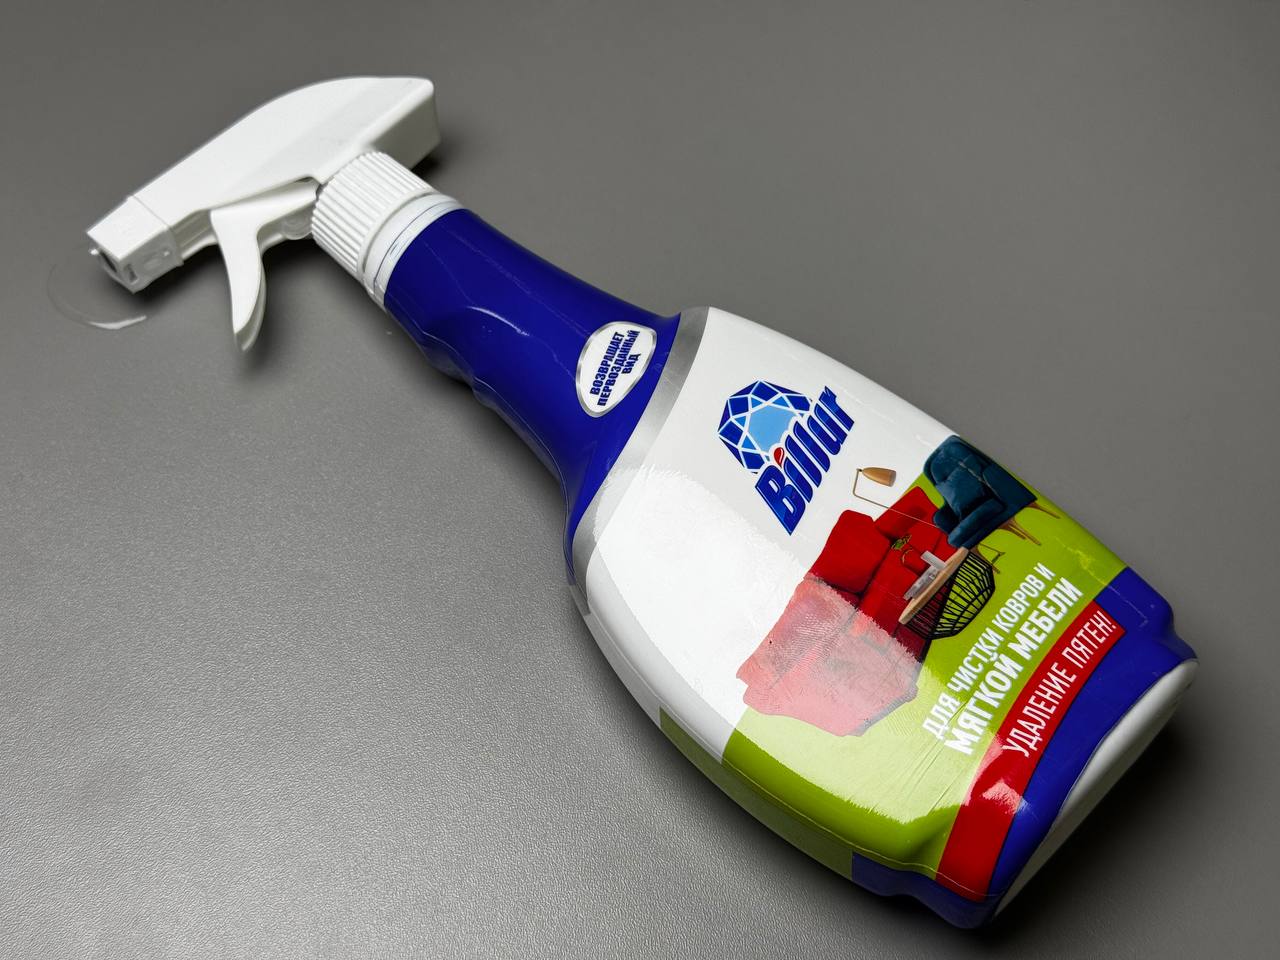 ВОЗВРАЩАЕТ
ПЕРВОЗДАННЫЙ
ВИД
Billur
ДЛЯ ЧИСТКИ КОВРОВ И
МЯГКОЙ МЕБЕЛИ
УДАЛЕНИЕ ПЯТЕН!